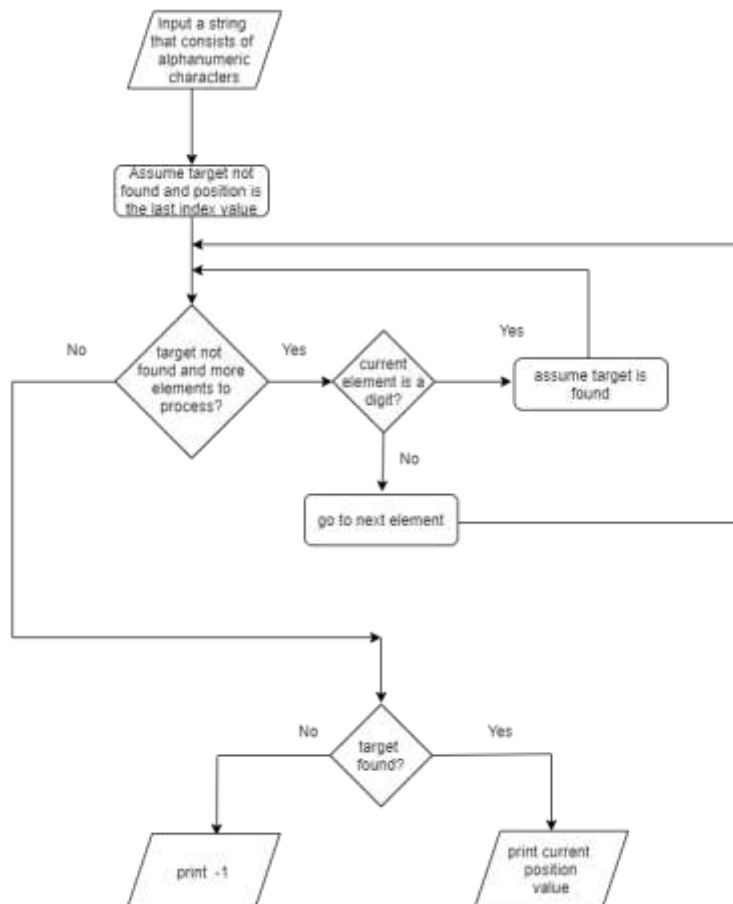 Input a string
that consists of
alphanumeric
characters
Assume target not
found and position is
the last index value
No
target not
found and more
elements to
process?
Yes
current
element is a
digit?
Yes
assume target is
found
No
go to next element
No
target
found?
Yes
print -1
print current
position
value